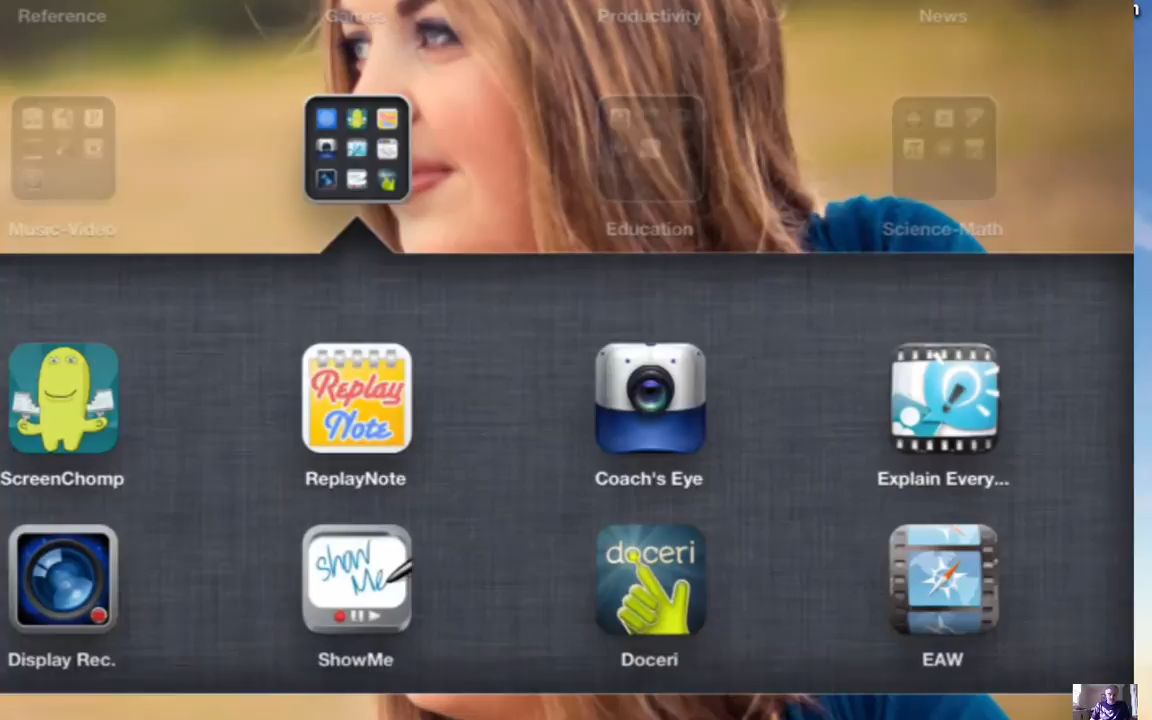 Reference Games Productivity News
Music-Video Education Science-Math
ScreenChomp
Replay Note
ReplayNote
Coach's Eye
Explain Every...
Display Rec.
Show Me
ShowMe
doceri
Doceri
EAW